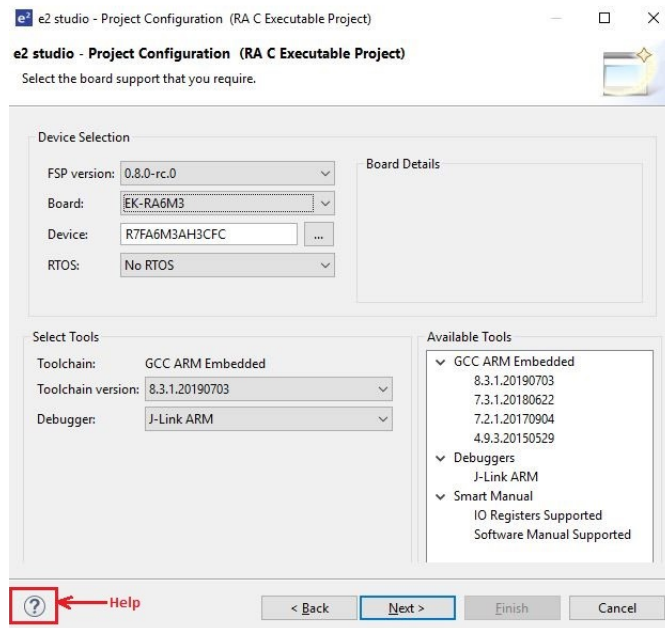 e2 studio - Project Configuration (RA C Executable Project)
e2 studio - Project Configuration (RA C Executable Project)
Select the board support that you require.
Device Selection
FSP version: 0.8.0-rc.0
Board: EK-RA6M3
Device: R7FA6M3AH3CFC ...
RTOS: No RTOS
Board Details
Select Tools
Toolchain: GCC ARM Embedded
Toolchain version: 8.3.1.20190703
Debugger: J-Link ARM
Available Tools
GCC ARM Embedded
8.3.1.20190703
7.3.1.20180622
7.2.1.20170904
4.9.3.20150529
Debuggers
J-Link ARM
Smart Manual
IO Registers Supported
Software Manual Supported
? Help < Back Next > Finish Cancel